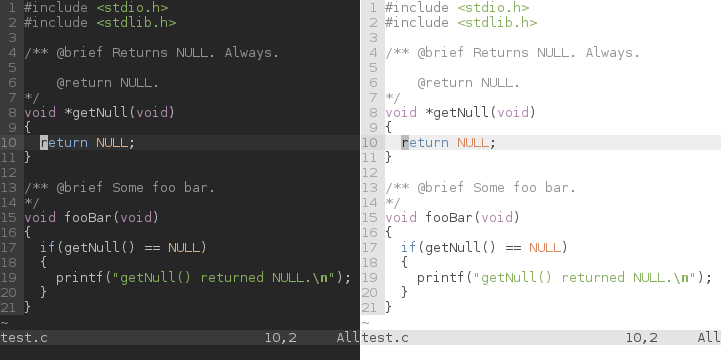 1 #include <stdio.h>
2 #include <stdlib.h>
3
4 /** @brief Returns NULL. Always.
5
6     @return NULL.
7 */
8 void *getNull(void)
9 {
10   return NULL;
11 }
12
13 /** @brief Some foo bar.
14 */
15 void fooBar(void)
16 {
17   if(getNull() == NULL)
18   {
19     printf("getNull() returned NULL.\n");
20   }
21 }
~
test.c 10,2 All
1 #include <stdio.h>
2 #include <stdlib.h>
3
4 /** @brief Returns NULL. Always.
5
6     @return NULL.
7 */
8 void *getNull(void)
9 {
10   return NULL;
11 }
12
13 /** @brief Some foo bar.
14 */
15 void fooBar(void)
16 {
17   if(getNull() == NULL)
18   {
19     printf("getNull() returned NULL.\n");
20   }
21 }
~
test.c 10,2 All